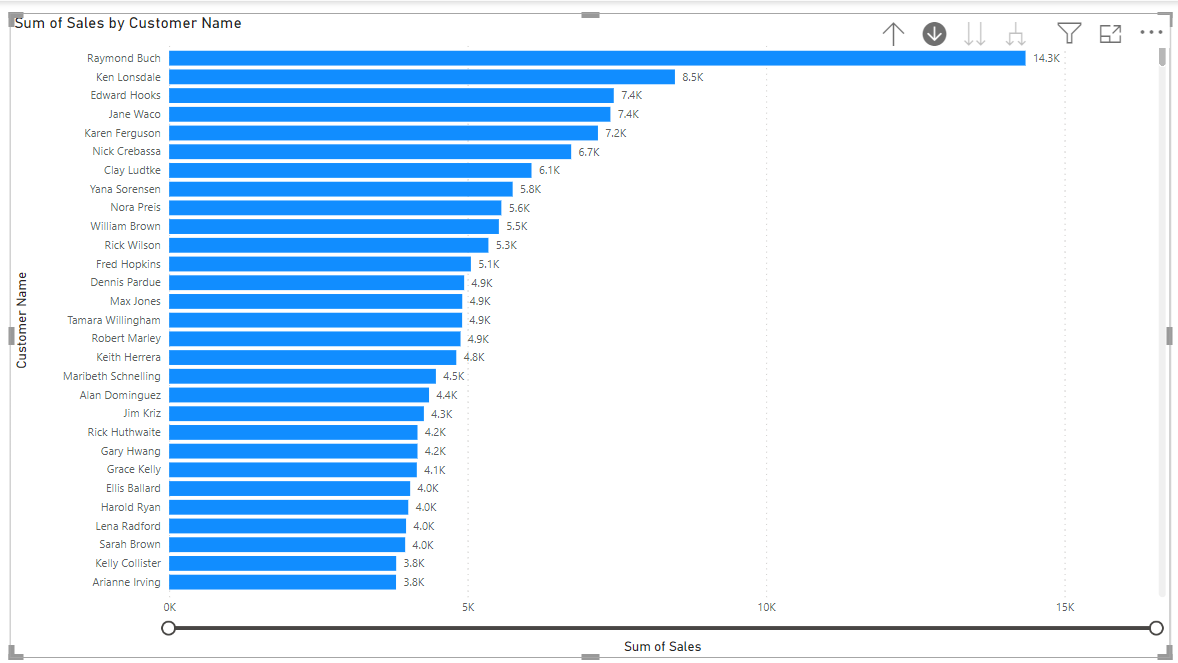 Sum of Sales by Customer Name
Raymond Buch 14.3K
Ken Lonsdale 8.5K
Edward Hooks 7.4K
Jane Waco 7.4K
Karen Ferguson 7.2K
Nick Crebassa 6.7K
Clay Ludtke 6.1K
Yana Sorensen 5.8K
Nora Preis 5.6K
William Brown 5.5K
Rick Wilson 5.3K
Fred Hopkins 5.1K
Dennis Pardue 4.9K
Max Jones 4.9K
Tamara Willingham 4.9K
Robert Marley 4.9K
Keith Herrera 4.8K
Maribeth Schnelling 4.5K
Alan Dominguez 4.4K
Jim Kriz 4.3K
Rick Huthwaite 4.2K
Gary Hwang 4.2K
Grace Kelly 4.1K
Ellis Ballard 4.0K
Harold Ryan 4.0K
Lena Radford 4.0K
Sarah Brown 4.0K
Kelly Collister 3.8K
Arianne Irving 3.8K
Customer Name
0K 5K 10K 15K
Sum of Sales